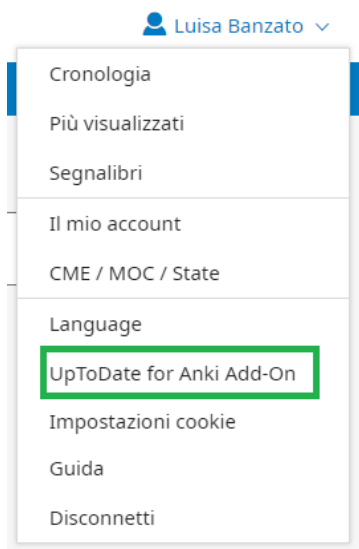 Luisa Banzato
Cronologia
Più visualizzati
Segnalibri
Il mio account
CME / MOC / State
Language
UpToDate for Anki Add-On
Impostazioni cookie
Guida
Disconnetti